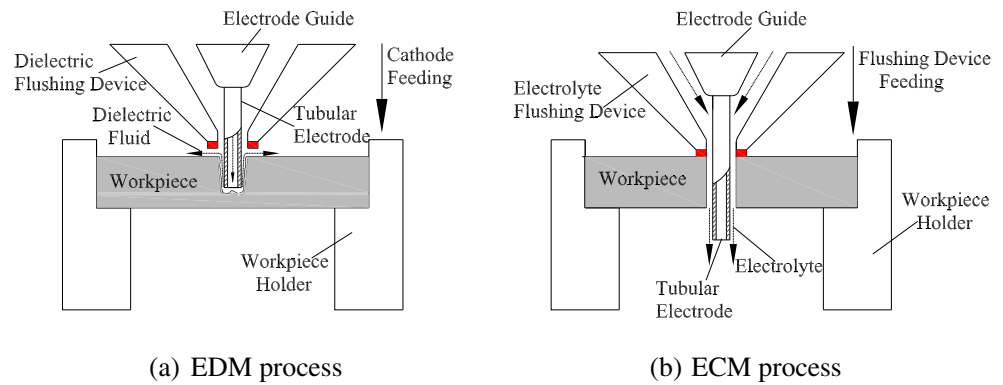 Electrode Guide
Dielectric
Flushing Device
Cathode
Feeding
Dielectric
Fluid
Tubular
Electrode
Workpiece
Workpiece
Holder
(a) EDM process
Electrode Guide
Flushing Device
Feeding
Electrolyte
Flushing Device
Workpiece
Workpiece
Holder
Electrolyte
Tubular
Electrode
(b) ECM process